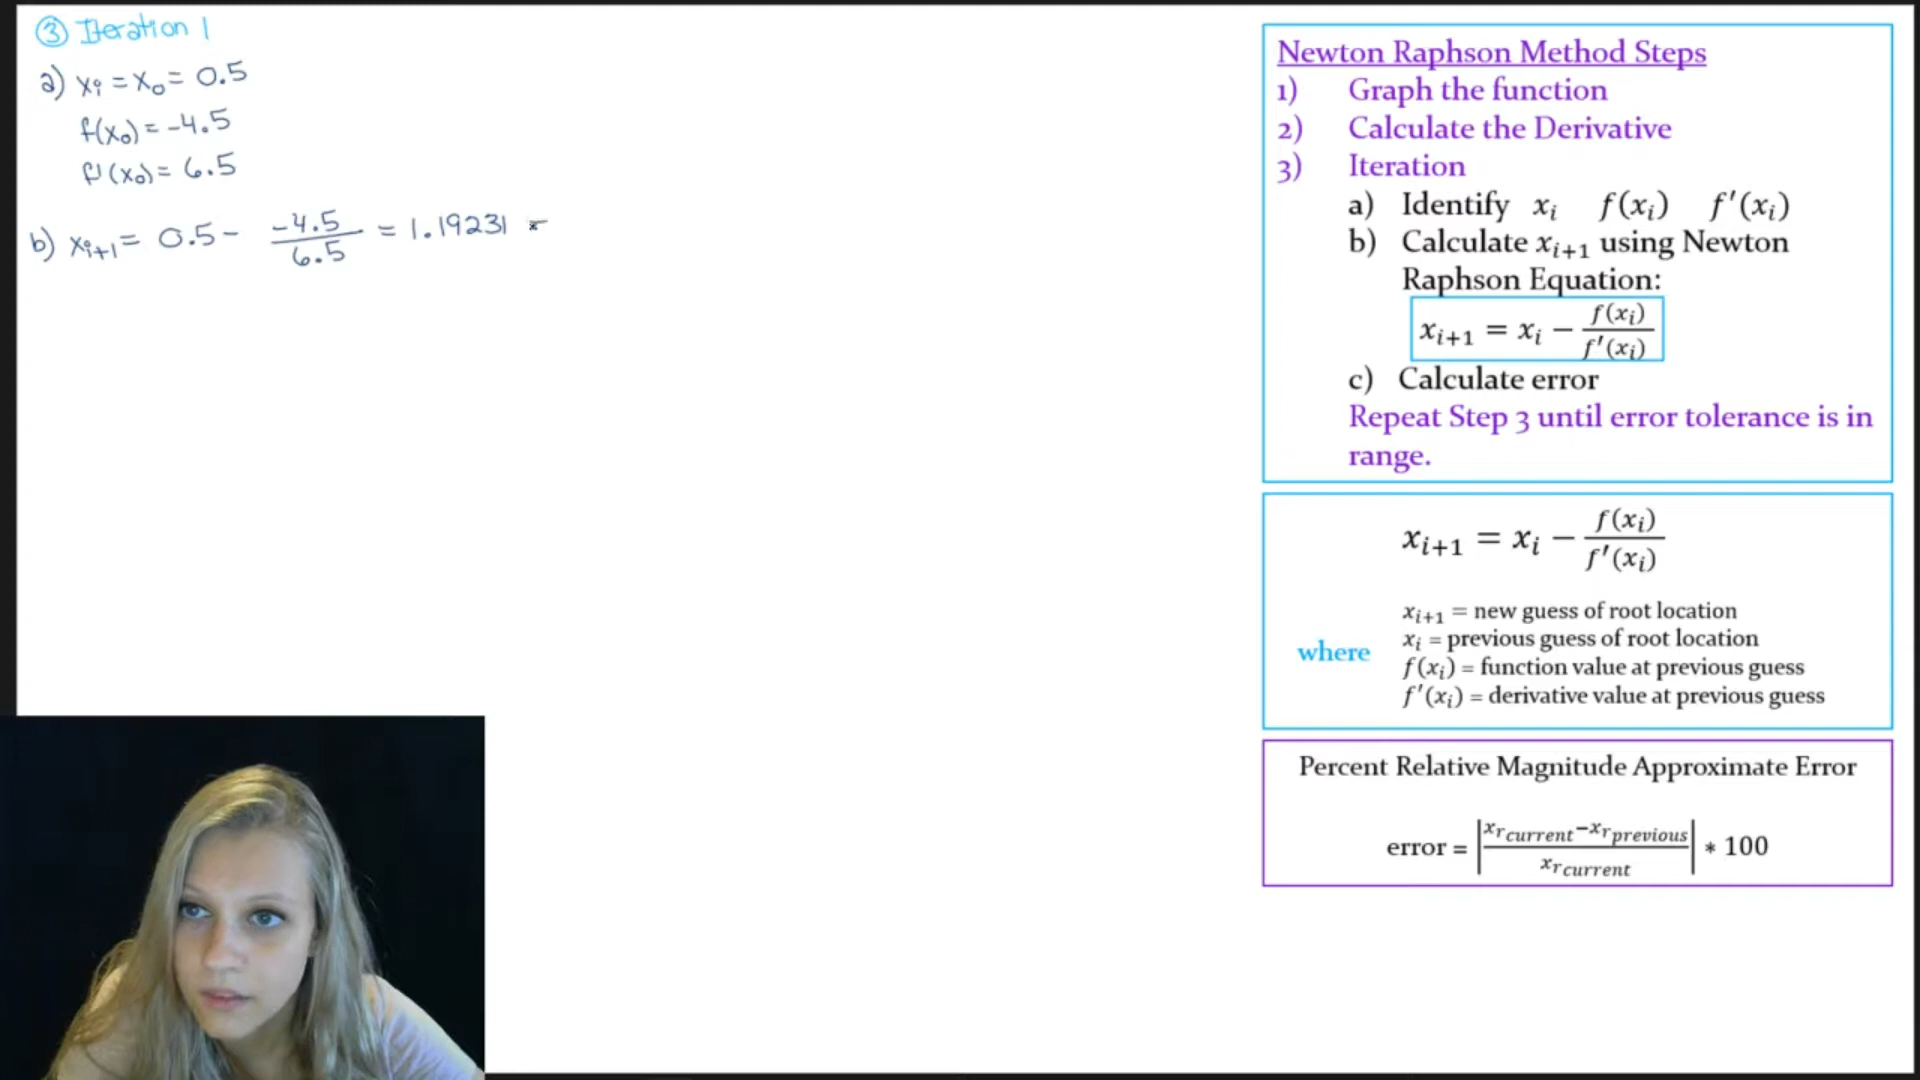 ③ Iteration 1
a) xi = x₀ = 0.5
f(x₀) = -4.5
f'(x₀) = 6.5
b) xi+1 = 0.5 - -4.5/6.5 = 1.19231 =
Newton Raphson Method Steps
1) Graph the function
2) Calculate the Derivative
3) Iteration
a) Identify xi f(xi) f′(xi)
b) Calculate xi+1 using Newton
Raphson Equation:
xi+1 = xi − f(xi)/f′(xi)
c) Calculate error
Repeat Step 3 until error tolerance is in
range.
xi+1 = xi − f(xi)/f′(xi)
where
xi+1 = new guess of root location
xi = previous guess of root location
f(xi) = function value at previous guess
f′(xi) = derivative value at previous guess
Percent Relative Magnitude Approximate Error
error = |xrcurrent−xrprevious/xrcurrent| * 100